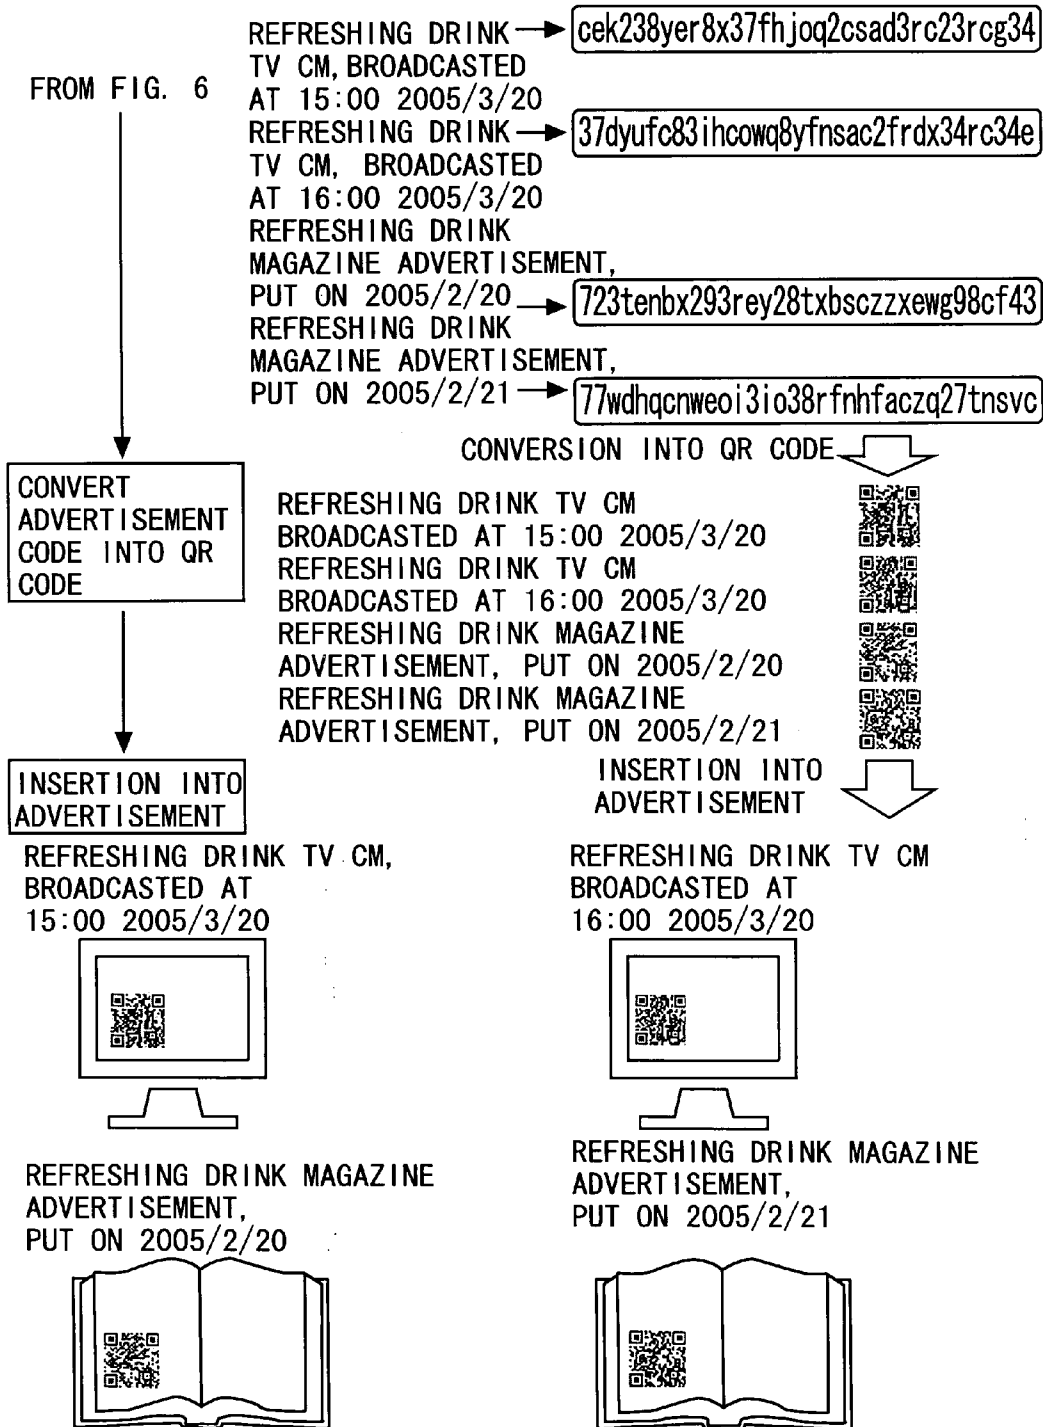 FROM FIG. 6
REFRESHING DRINK
cek238yer8x37fhjoq2csad3rc23rcg34
TV CM, BROADCASTED
AT 15:00 2005/3/20
REFRESHING DRINK
37dyufc83ihcowq8yfnsac2frdx34rc34e
TV CM, BROADCASTED
AT 16:00 2005/3/20
REFRESHING DRINK
MAGAZINE ADVERTISEMENT,
PUT ON 2005/2/20
723tenbx293rey28txbsczzxewg98cf43
REFRESHING DRINK
MAGAZINE ADVERTISEMENT,
PUT ON 2005/2/21
77wdhqcnweoi3io38rfnhfaczq27tnsvc
CONVERSION INTO QR CODE
CONVERT
ADVERTISEMENT
CODE INTO QR
CODE
REFRESHING DRINK TV CM
BROADCASTED AT 15:00 2005/3/20
REFRESHING DRINK TV CM
BROADCASTED AT 16:00 2005/3/20
REFRESHING DRINK MAGAZINE
ADVERTISEMENT, PUT ON 2005/2/20
REFRESHING DRINK MAGAZINE
ADVERTISEMENT, PUT ON 2005/2/21
INSERTION INTO
ADVERTISEMENT
INSERTION INTO
ADVERTISEMENT
REFRESHING DRINK TV CM,
BROADCASTED AT
15:00 2005/3/20
REFRESHING DRINK TV CM
BROADCASTED AT
16:00 2005/3/20
REFRESHING DRINK MAGAZINE
ADVERTISEMENT,
PUT ON 2005/2/20
REFRESHING DRINK MAGAZINE
ADVERTISEMENT,
PUT ON 2005/2/21